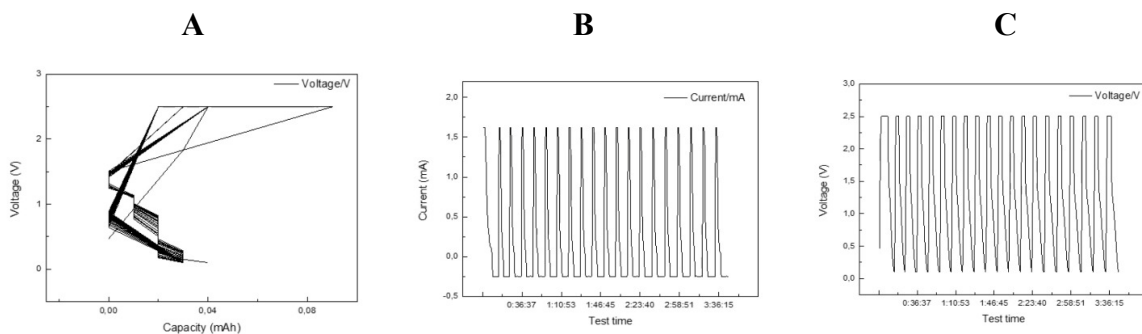 A
B
C
3
2
1
0
Voltage (V)
Voltage/V
0,00
0,04
0,08
Capacity (mAh)
2,0
1,5
1,0
0,5
0,0
-0,5
Current (mA)
Current/mA
0:36:37
1:10:53
1:46:45
2:23:40
2:58:51
3:36:15
Test time
3,0
2,5
2,0
1,5
1,0
0,5
0,0
Voltage (V)
Voltage/V
0:36:37
1:10:53
1:46:45
2:23:40
2:58:51
3:36:15
Test time